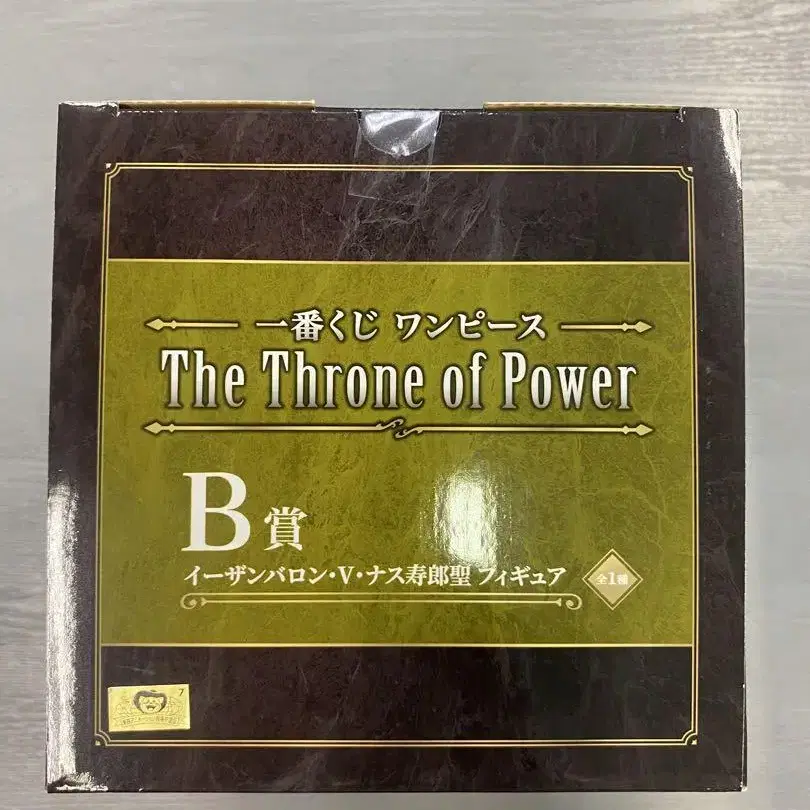 一番くじ ワンピース
The Throne of Power
B賞
イーザンバロン・V・ナス寿郎聖 フィギュア 全1種
7